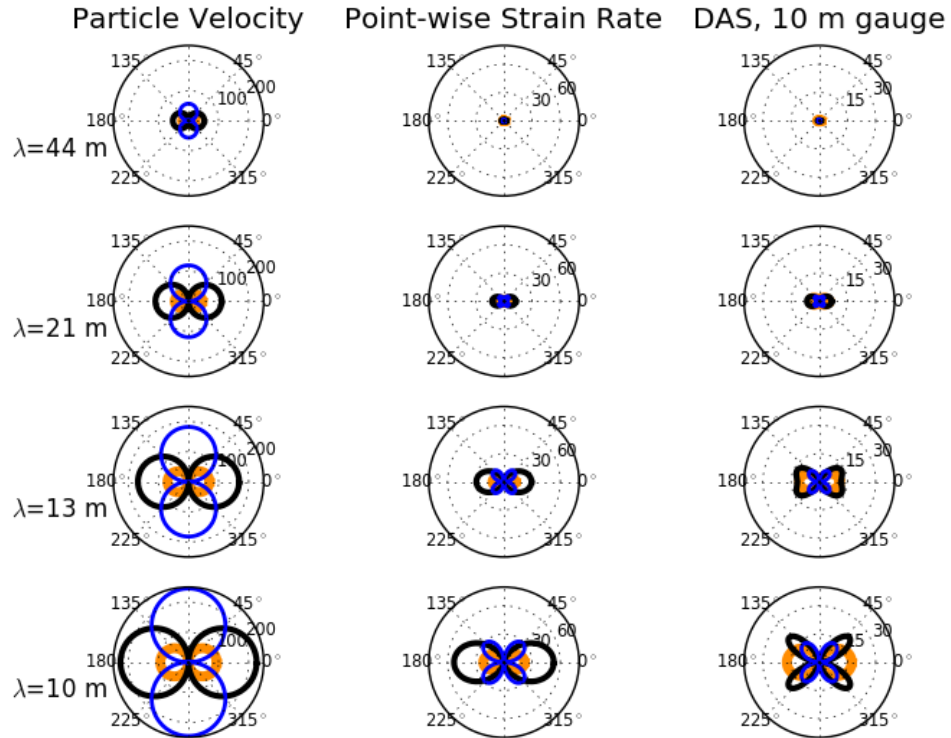 Particle Velocity Point-wise Strain Rate DAS, 10 m gauge
135° 45° 135° 45° 135° 45°
100 200 30 60 15 30
180° 0° 180° 0° 180° 0°
λ=44 m
225° 315° 225° 315° 225° 315°
135° 45° 135° 45° 135° 45°
100 200 30 60 15 30
180° 0° 180° 0° 180° 0°
λ=21 m
225° 315° 225° 315° 225° 315°
135° 45° 135° 45° 135° 45°
100 200 30 60 15 30
180° 0° 180° 0° 180° 0°
λ=13 m
225° 315° 225° 315° 225° 315°
135° 45° 135° 45° 135° 45°
100 200 30 60 15 30
180° 0° 180° 0° 180° 0°
λ=10 m
225° 315° 225° 315° 225° 315°